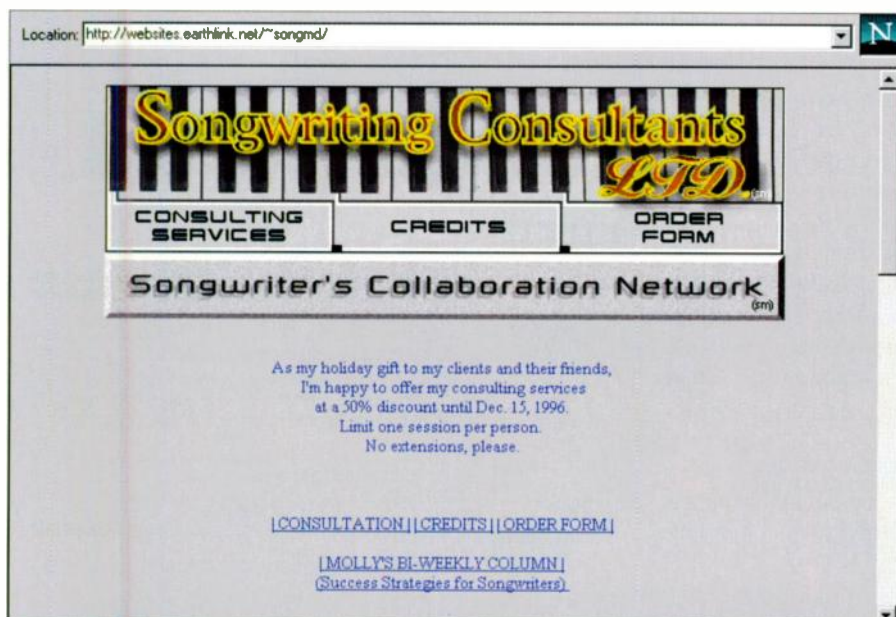 Location: http://websites.earthlink.net/~songmd/
N
Songwriting Consultants
LTD.(sm)
CONSULTING SERVICES
CREDITS
ORDER FORM
Songwriter's Collaboration Network
(sm)
As my holiday gift to my clients and their friends,
I'm happy to offer my consulting services
at a 50% discount until Dec. 15, 1996.
Limit one session per person.
No extensions, please.
| CONSULTATION | | CREDITS | | ORDER FORM |
| MOLLY'S BI-WEEKLY COLUMN |
(Success Strategies for Songwriters)